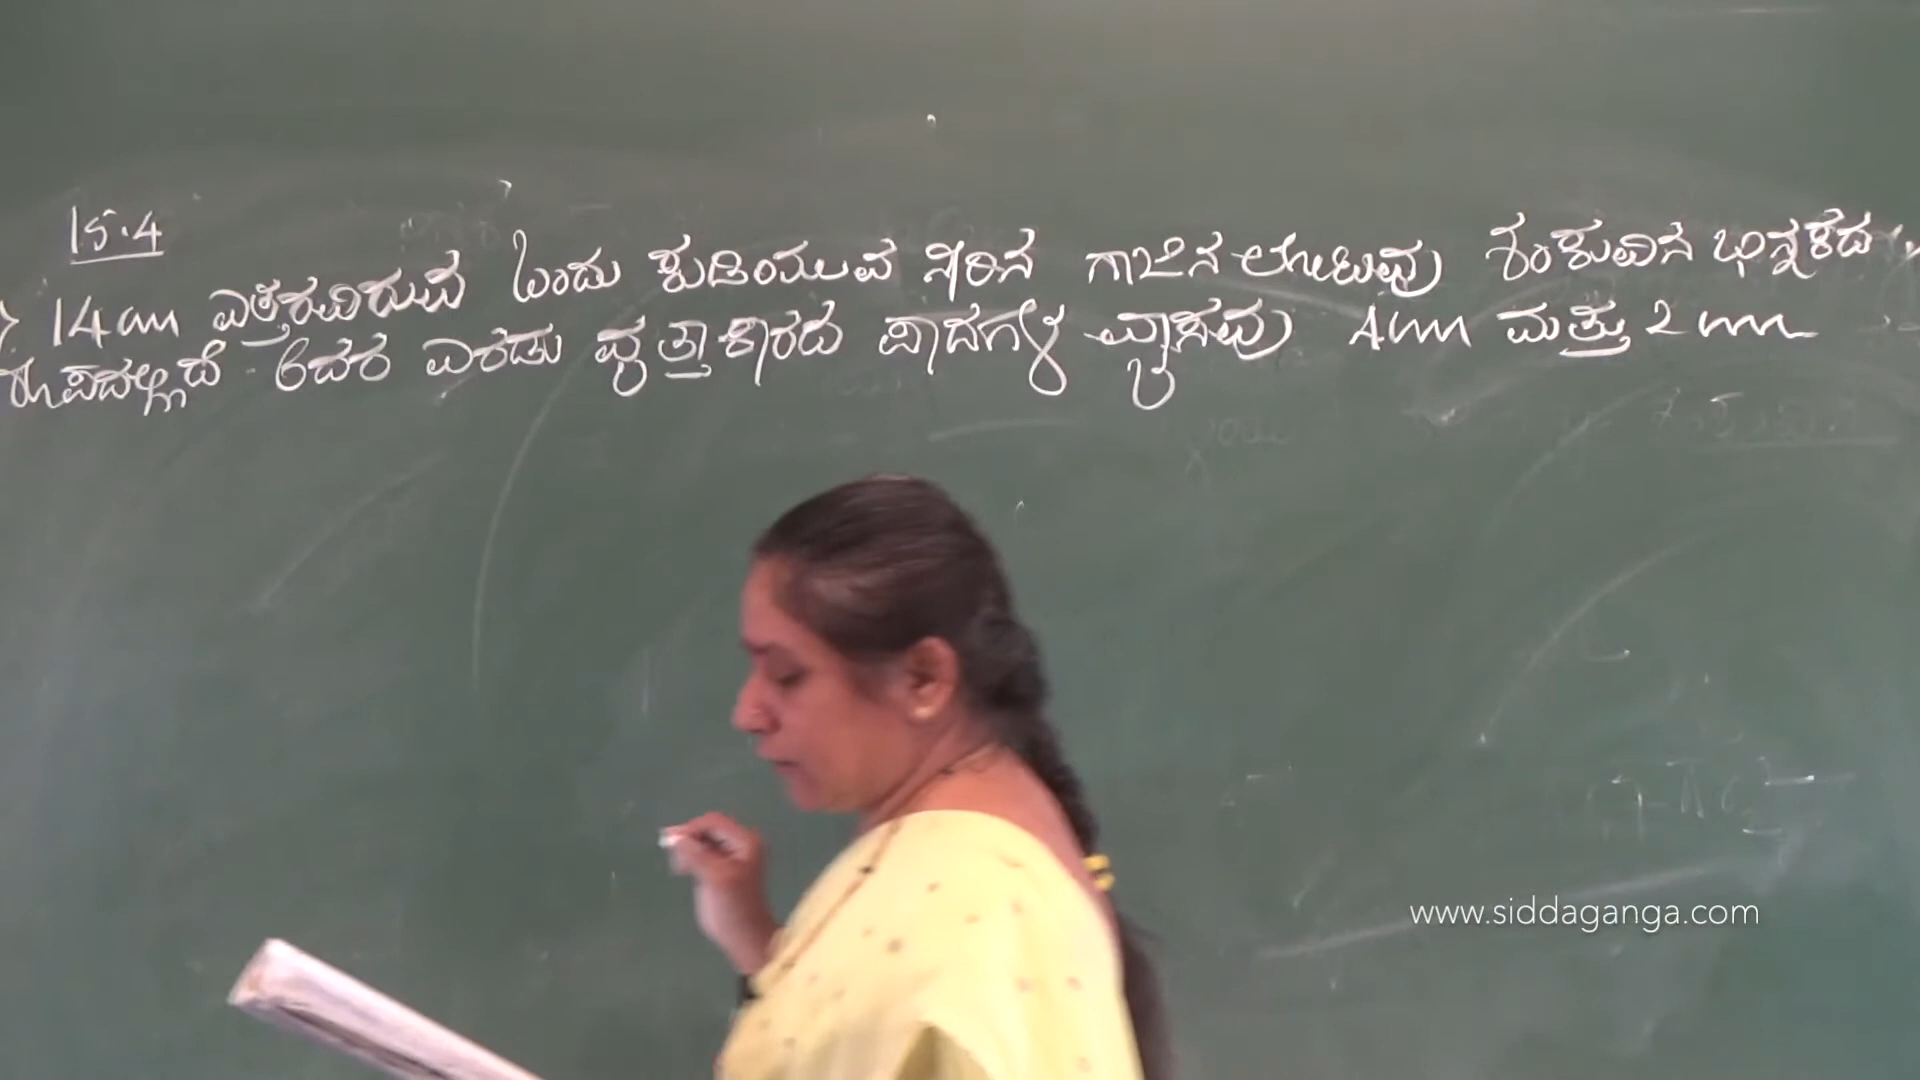 15.4
14cm ಎತ್ತರವಿರುವ ಒಂದು ಕುಡಿಯುವ ನೀರಿನ ಗಾಜಿನ ಲೋಟವು ಶಂಕುವಿನ ಭಿನ್ನಕದ
ರೂಪದಲ್ಲಿದೆ. ಅದರ ಎರಡು ವೃತ್ತಾಕಾರದ ಪಾದಗಳ ವ್ಯಾಸವು 4cm ಮತ್ತು 2cm
www.siddaganga.com